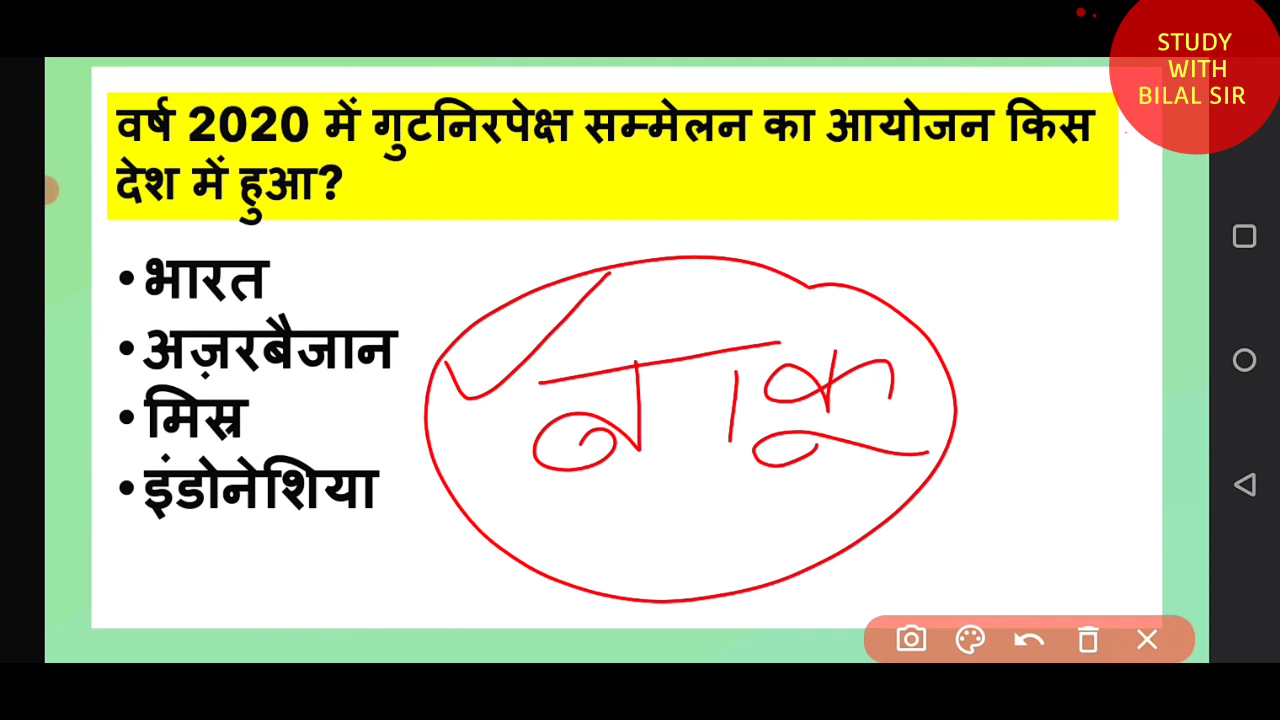 STUDY
WITH
BILAL SIR
वर्ष 2020 में गुटनिरपेक्ष सम्मेलन का आयोजन किस
देश में हुआ?
• भारत
• अज़रबैजान
• मिस्र
• इंडोनेशिया
बाकू